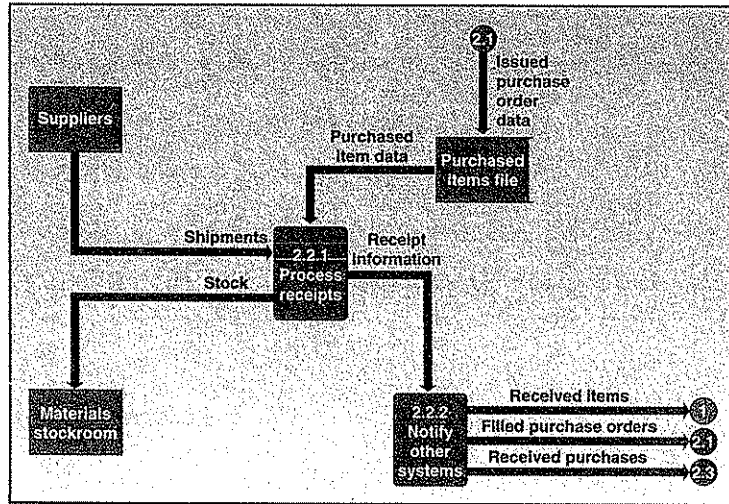 2.1
Issued
purchase
order
data
Suppliers
Purchased
item data
Purchased
items file
Shipments
2.2.1
Process
receipts
Receipt
information
Stock
Materials
stockroom
2.2.2
Notify
other
systems
Received items
1
Filled purchase orders
2.1
Received purchases
2.3